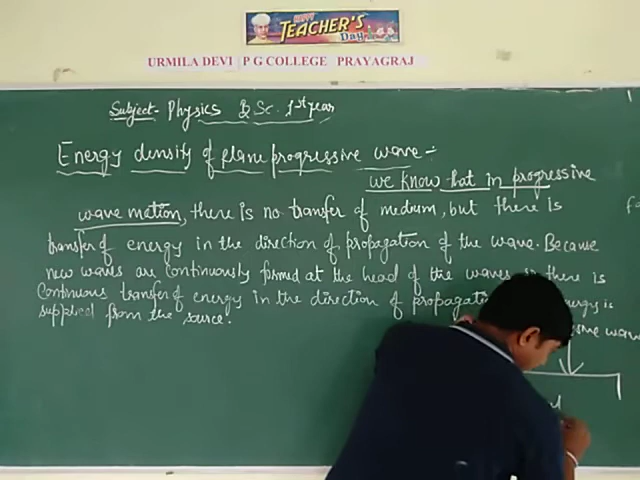 HAPPY
TEACHER'S
Day
URMILA DEVI P G COLLEGE PRAYAGRAJ
Subject- Physics B.Sc. 1st year
Energy density of plane progressive wave -:
we know that in progressive
wave motion, there is no transfer of medium, but there is
transfer of energy in the direction of propagation of the wave. Because
new waves are continuously formed at the head of the waves so there is
Continuous transfer of energy in the direction of propagati
supplied from the source.
wave